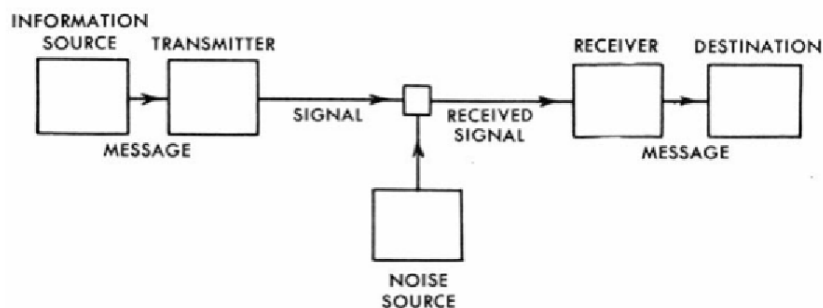 INFORMATION
SOURCE
TRANSMITTER
RECEIVER
DESTINATION
SIGNAL
RECEIVED
SIGNAL
MESSAGE
MESSAGE
NOISE
SOURCE